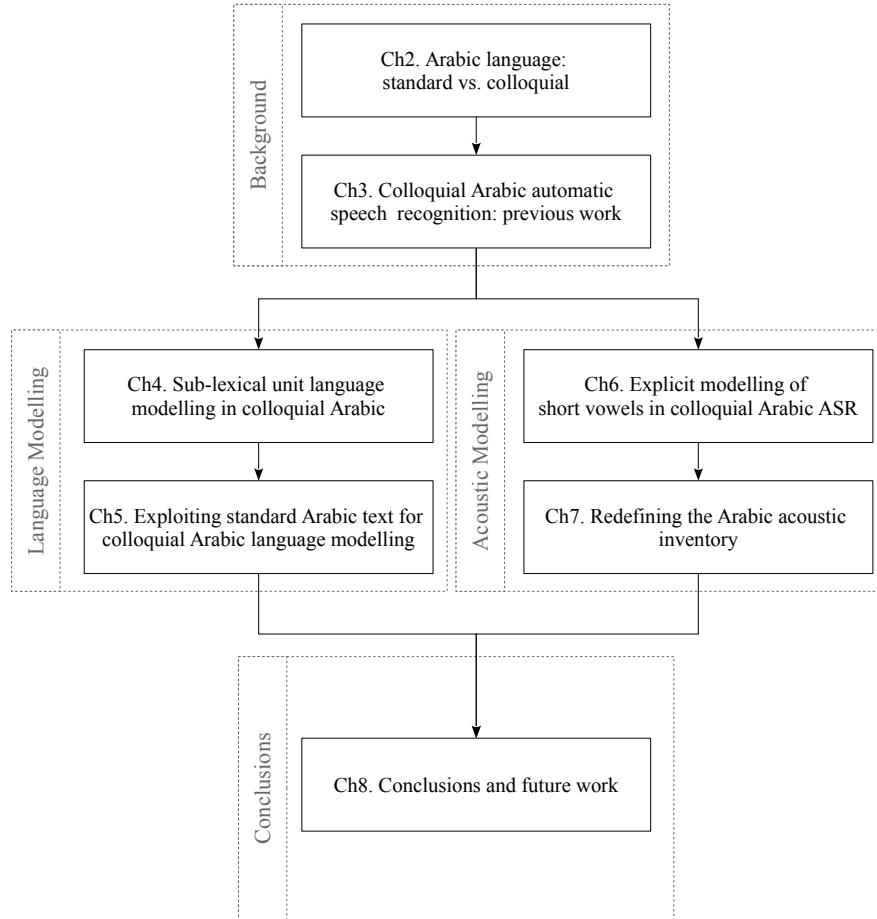 Background
Ch2. Arabic language:
standard vs. colloquial
Ch3. Colloquial Arabic automatic
speech recognition: previous work
Language Modelling
Ch4. Sub-lexical unit language
modelling in colloquial Arabic
Ch5. Exploiting standard Arabic text for
colloquial Arabic language modelling
Acoustic Modelling
Ch6. Explicit modelling of
short vowels in colloquial Arabic ASR
Ch7. Redefining the Arabic acoustic
inventory
Conclusions
Ch8. Conclusions and future work